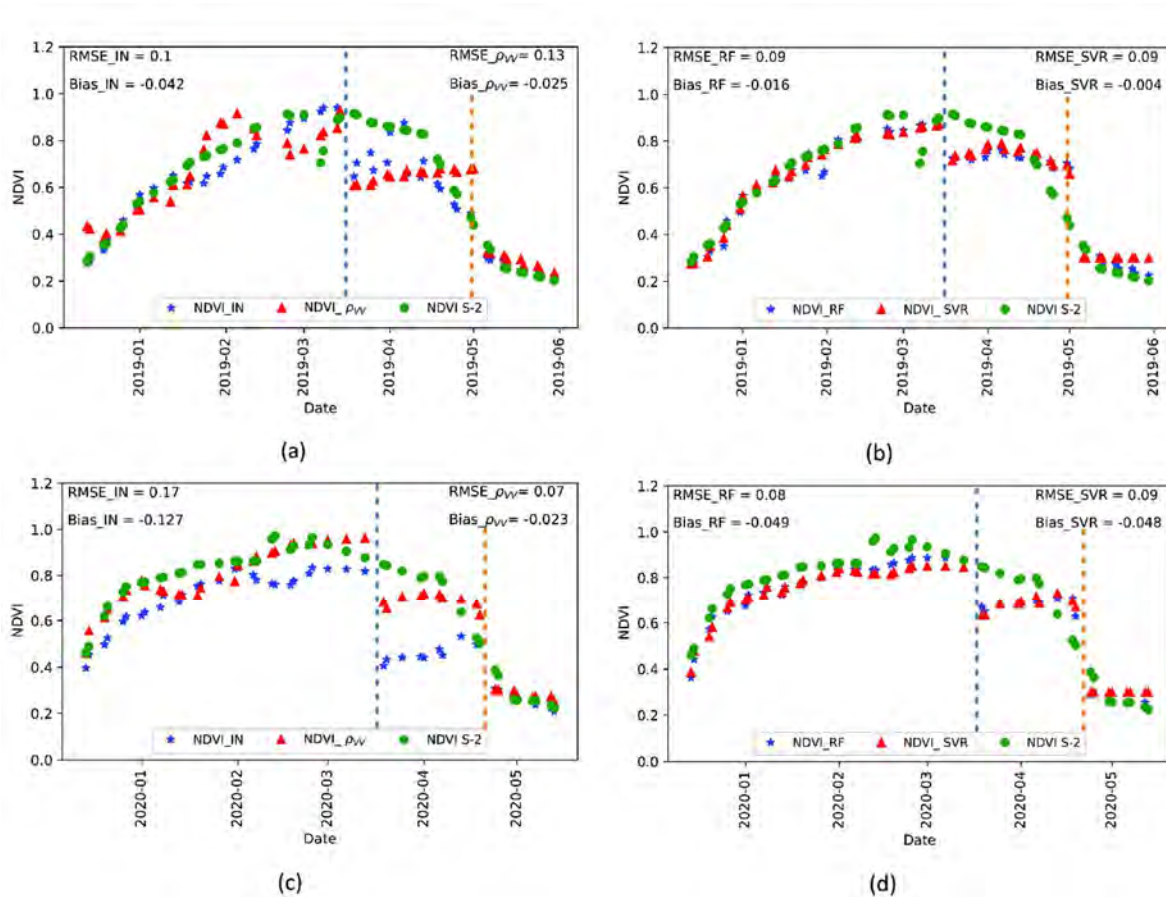 RMSE_IN = 0.1
RMSE_ρVV= 0.13
Bias_IN = -0.042
Bias_ρVV= -0.025
1.2
1.0
0.8
0.6
0.4
0.2
0.0
NDVI
NDVI_IN NDVI_ ρVV NDVI S-2
2019-01 2019-02 2019-03 2019-04 2019-05 2019-06
Date
(a)
RMSE_RF = 0.09
RMSE_SVR = 0.09
Bias_RF = -0.016
Bias_SVR = -0.004
1.2
1.0
0.8
0.6
0.4
0.2
0.0
NDVI
NDVI_RF NDVI_ SVR NDVI S-2
2019-01 2019-02 2019-03 2019-04 2019-05 2019-06
Date
(b)
RMSE_IN = 0.17
RMSE_ρVV= 0.07
Bias_IN = -0.127
Bias_ρVV= -0.023
1.2
1.0
0.8
0.6
0.4
0.2
0.0
NDVI
NDVI_IN NDVI_ ρVV NDVI S-2
2020-01 2020-02 2020-03 2020-04 2020-05
Date
(c)
RMSE_RF = 0.08
RMSE_SVR = 0.09
Bias_RF = -0.049
Bias_SVR = -0.048
1.2
1.0
0.8
0.6
0.4
0.2
0.0
NDVI
NDVI_RF NDVI_ SVR NDVI S-2
2020-01 2020-02 2020-03 2020-04 2020-05
Date
(d)